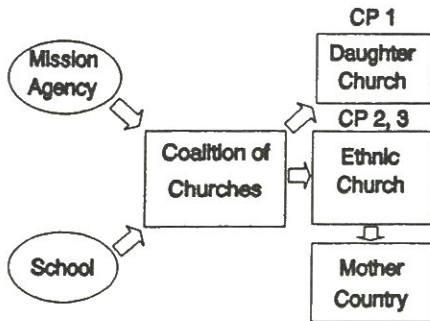 CP 1
Mission
Agency
Daughter
Church
CP 2, 3
Coalition of
Churches
Ethnic
Church
School
Mother
Country